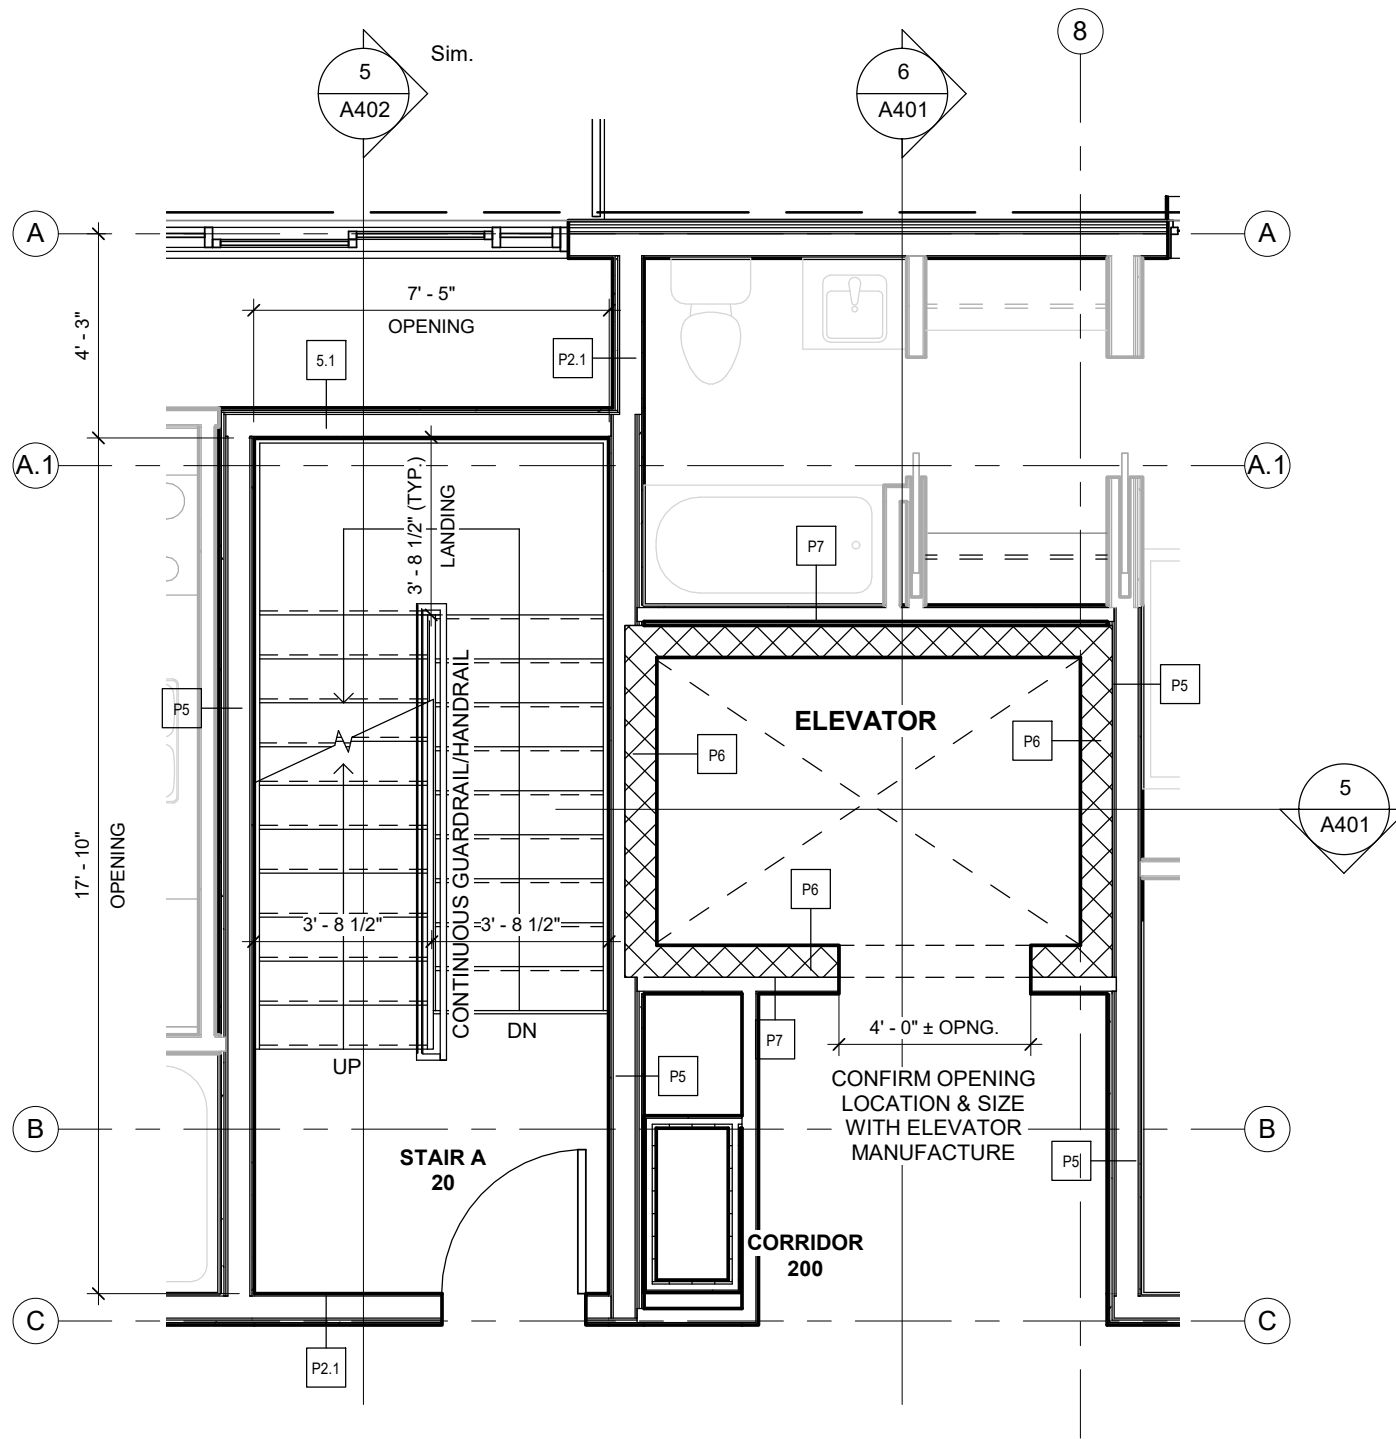 8
5
A402
Sim.
6
A401
A
A
7' - 5"
OPENING
4' - 3"
5.1
P2.1
A.1
A.1
3' - 8 1/2" (TYP.)
LANDING
P7
P5
P5
ELEVATOR
P6
P6
CONTINUOUS GUARDRAIL/HANDRAIL
5
A401
17' - 10"
OPENING
P6
3' - 8 1/2"
3' - 8 1/2"
DN
UP
P7
4' - 0" ± OPNG.
P5
CONFIRM OPENING
LOCATION & SIZE
WITH ELEVATOR
MANUFACTURE
B
B
STAIR A
20
P5
CORRIDOR
200
C
C
P2.1